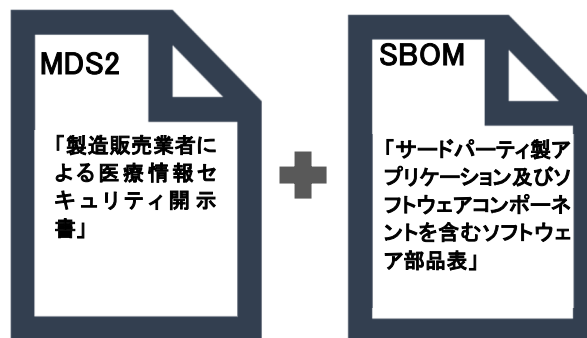 MDS2
「製造販売業者に
よる医療情報セ
キュリティ開示
書」
SBOM
「サードパーティ製ア
プリケーション及びソ
フトウェアコンポーネ
ントを含むソフトウェ
ア部品表」